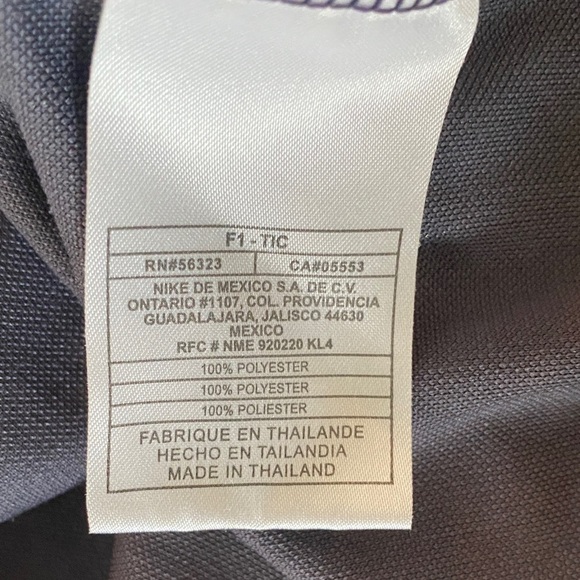 F1 - TIC
RN#56323 CA#05553
NIKE DE MEXICO S.A. DE C.V.
ONTARIO #1107, COL. PROVIDENCIA
GUADALAJARA, JALISCO 44630
MEXICO
RFC # NME 920220 KL4
100% POLYESTER
100% POLYESTER
100% POLIESTER
FABRIQUE EN THAILANDE
HECHO EN TAILANDIA
MADE IN THAILAND